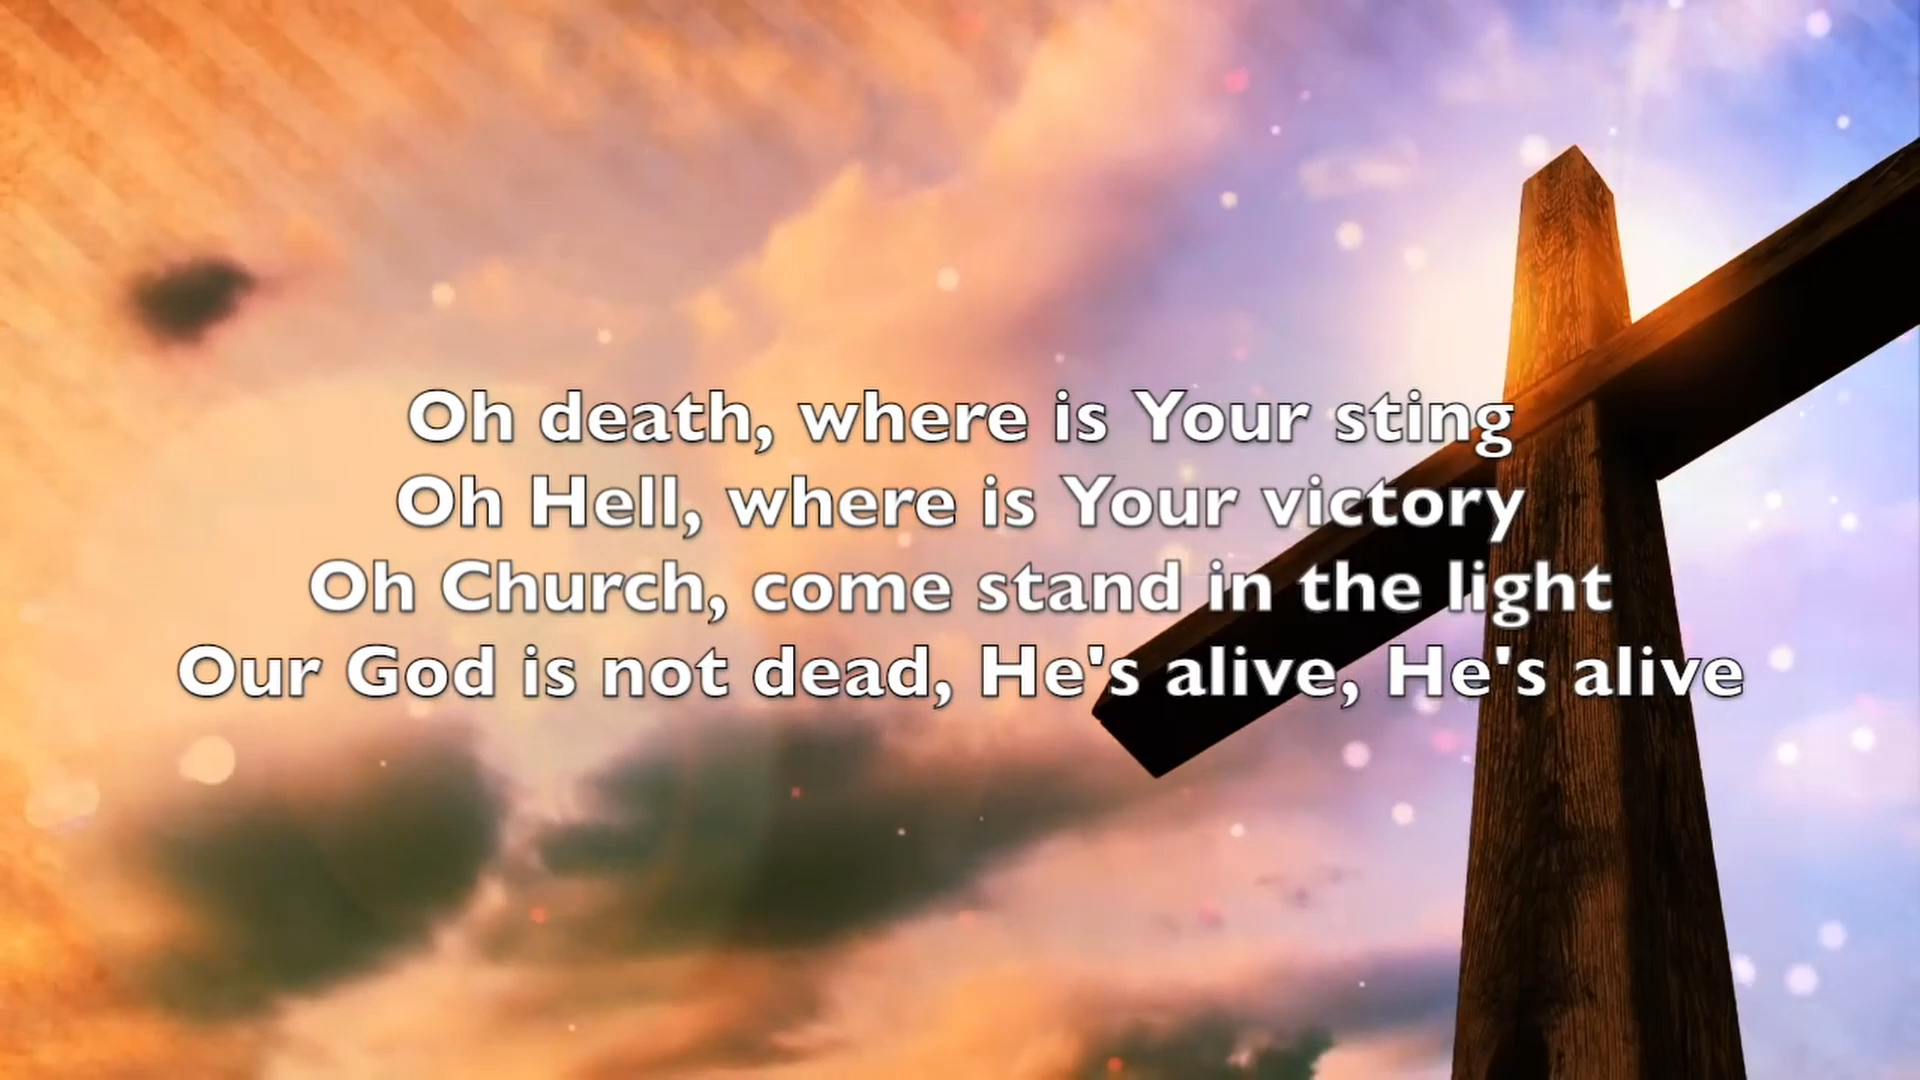 Oh death, where is Your sting
Oh Hell, where is Your victory
Oh Church, come stand in the light
Our God is not dead, He's alive, He's alive